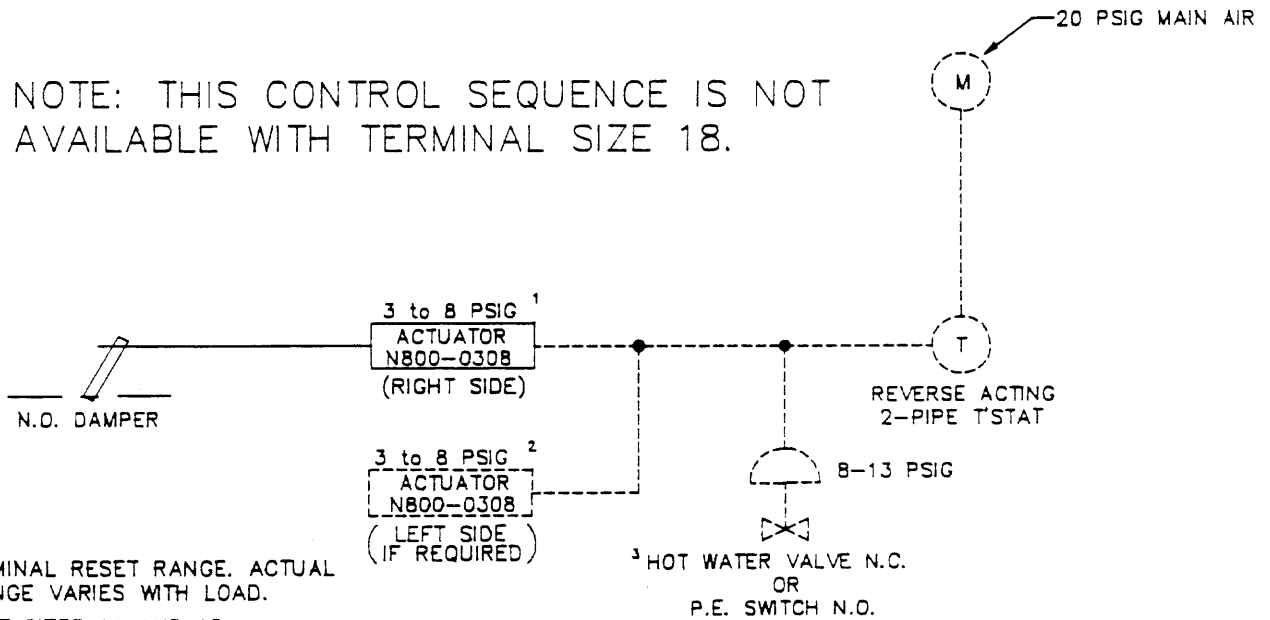 20 PSIG MAIN AIR
M
NOTE: THIS CONTROL SEQUENCE IS NOT
AVAILABLE WITH TERMINAL SIZE 18.
3 to 8 PSIG 1
ACTUATOR
N800-0308
(RIGHT SIDE)
T
REVERSE ACTING
2-PIPE T'STAT
N.O. DAMPER
3 to 8 PSIG 2
ACTUATOR
N800-0308
(LEFT SIDE
IF REQUIRED)
8-13 PSIG
3 HOT WATER VALVE N.C.
OR
P.E. SWITCH N.O.
MINAL RESET RANGE. ACTUAL
NGE VARIES WITH LOAD.